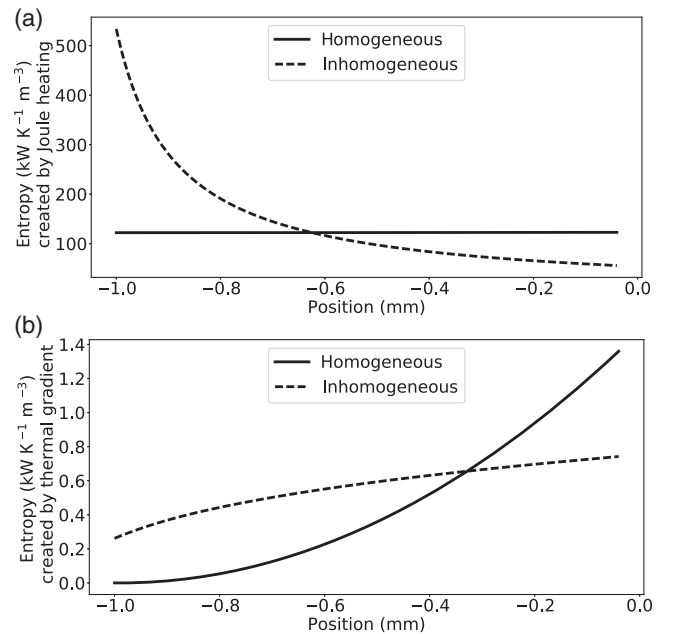 (a)
Entropy (kW K⁻¹ m⁻³)
created by Joule heating
500
400
300
200
100
Homogeneous
Inhomogeneous
−1.0 −0.8 −0.6 −0.4 −0.2 0.0
Position (mm)
(b)
Entropy (kW K⁻¹ m⁻³)
created by thermal gradient
1.4
1.2
1.0
0.8
0.6
0.4
0.2
0.0
Homogeneous
Inhomogeneous
−1.0 −0.8 −0.6 −0.4 −0.2 0.0
Position (mm)